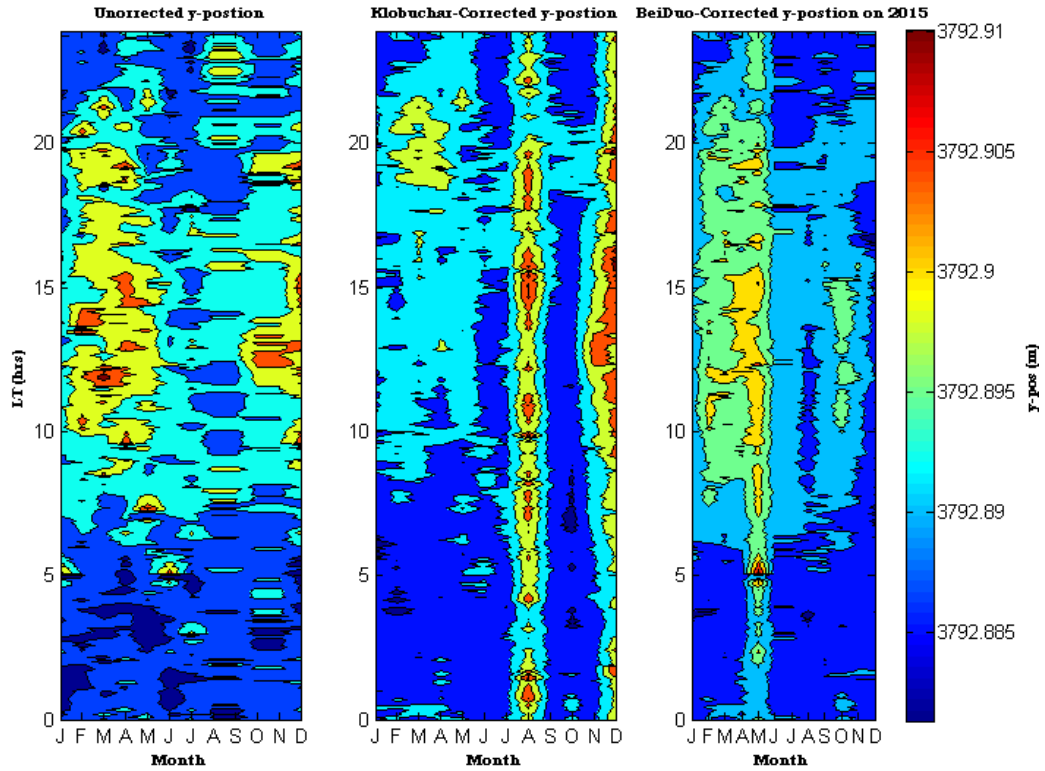 Unorrected y-postion
Klobuchar-Corrected y-postion
BeiDuo-Corrected y-postion on 2015
LT (hrs)
20
15
10
5
0
J F M A M J J A S O N D
Month
20
15
10
5
0
J F M A M J J A S O N D
Month
20
15
10
5
0
J F M A M J J A S O N D
Month
3792.91
3792.905
3792.9
3792.895
3792.89
3792.885
y-pos (m)